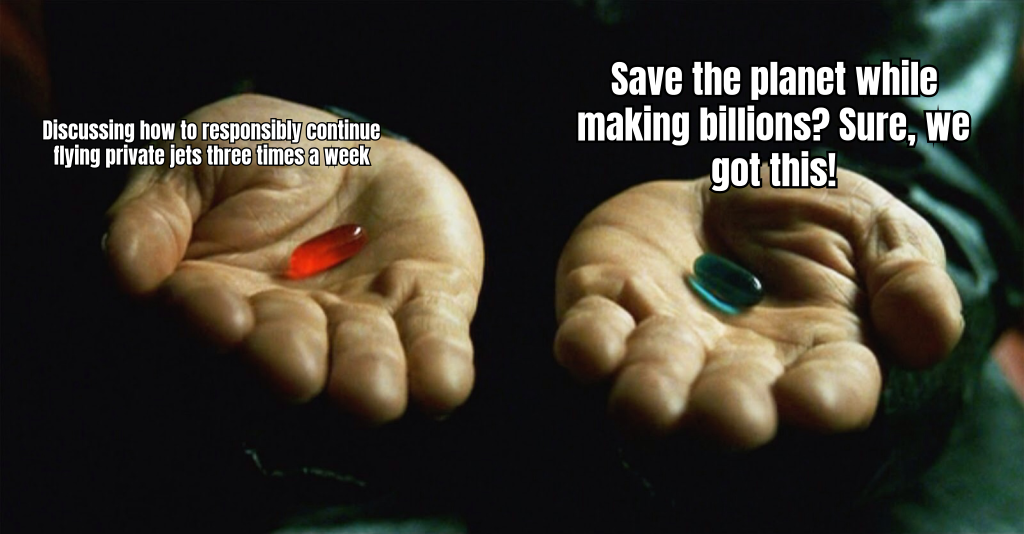 Discussing how to responsibly continue
flying private jets three times a week
Save the planet while
making billions? Sure, we
got this!